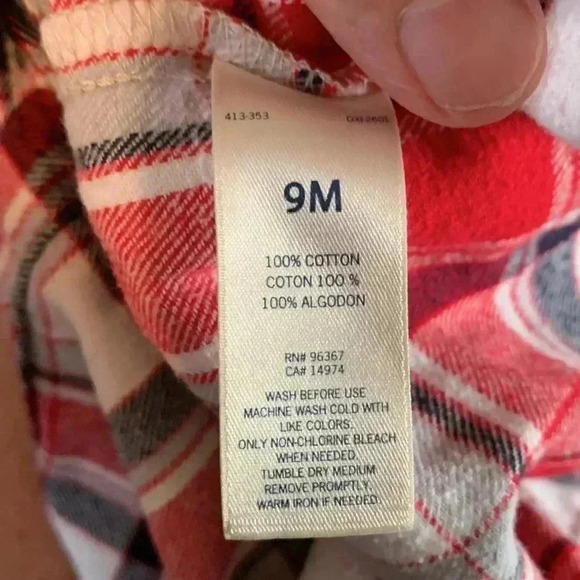 413-353
9M
100% COTTON
COTON 100 %
100% ALGODON
RN# 96367
CA# 14974
WASH BEFORE USE
MACHINE WASH COLD WITH
LIKE COLORS.
ONLY NON-CHLORINE BLEACH
WHEN NEEDED.
TUMBLE DRY MEDIUM
REMOVE PROMPTLY.
WARM IRON IF NEEDED.